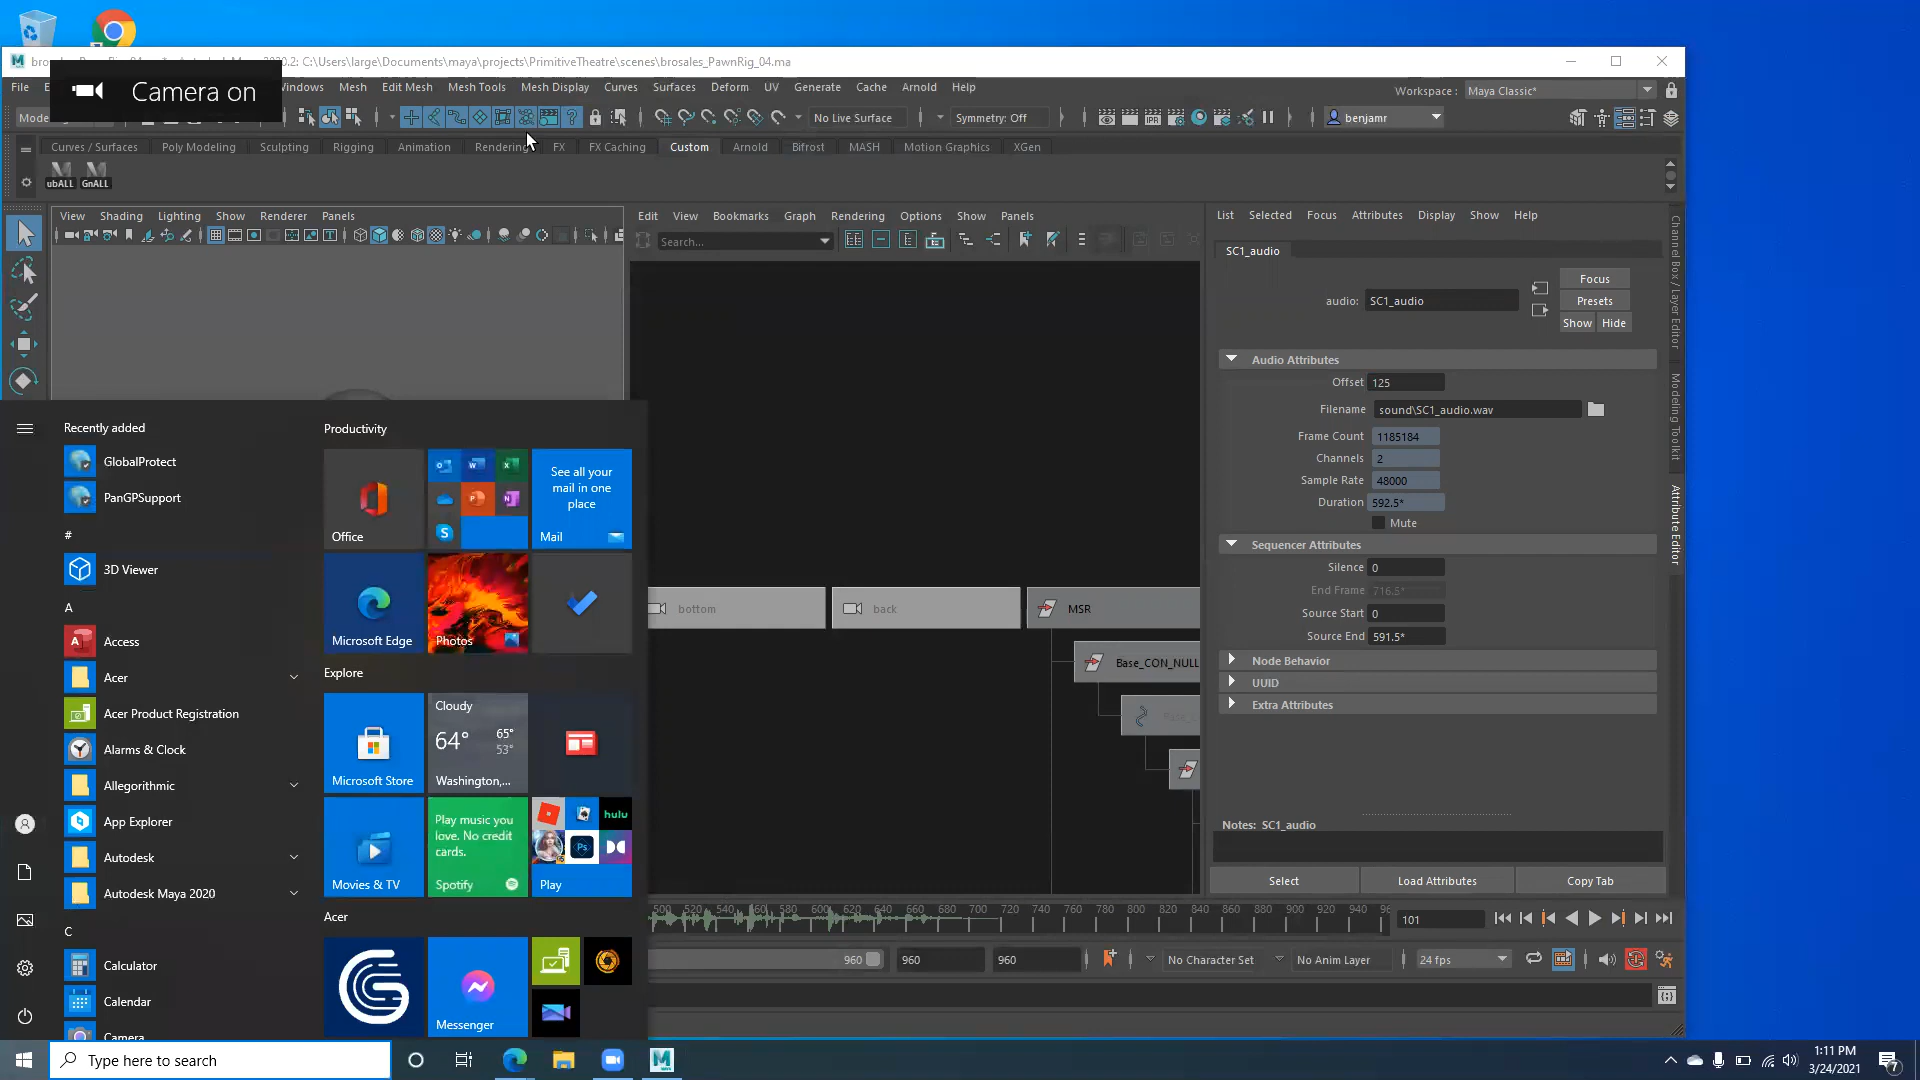 bro
2020.2: C:\Users\large\Documents\maya\projects\PrimitiveTheatre\scenes\brosales_PawnRig_04.ma
Camera on
File
Windows
Mesh
Edit Mesh
Mesh Tools
Mesh Display
Curves
Surfaces
Deform
UV
Generate
Cache
Arnold
Help
Workspace :
Maya Classic*
No Live Surface
Symmetry: Off
benjamr
Curves / Surfaces
Poly Modeling
Sculpting
Rigging
Animation
Rendering
FX
FX Caching
Custom
Arnold
Bifrost
MASH
Motion Graphics
XGen
ubALL
GnALL
View
Shading
Lighting
Show
Renderer
Panels
Edit
View
Bookmarks
Graph
Rendering
Options
Show
Panels
Search...
bottom
back
MSR
Base_CON_NULL
List
Selected
Focus
Attributes
Display
Show
Help
SC1_audio
audio:
SC1_audio
Focus
Presets
Show
Hide
Audio Attributes
Offset
125
Filename
sound\SC1_audio.wav
Frame Count
1185184
Channels
2
Sample Rate
48000
Duration
592.5*
Mute
Sequencer Attributes
Silence
0
End Frame
716.5*
Source Start
0
Source End
591.5*
Node Behavior
UUID
Extra Attributes
Notes: SC1_audio
Select
Load Attributes
Copy Tab
Channel Box / Layer Editor
Modeling Toolkit
Attribute Editor
500
520
540
560
580
600
620
640
660
680
700
720
740
760
780
800
820
840
860
880
900
920
940
101
960
960
960
No Character Set
No Anim Layer
24 fps
Recently added
GlobalProtect
PanGPSupport
#
3D Viewer
A
Access
Acer
Acer Product Registration
Alarms & Clock
Allegorithmic
App Explorer
Autodesk
Autodesk Maya 2020
C
Calculator
Calendar
Camera
Productivity
Office
See all your
mail in one
place
Mail
Microsoft Edge
Photos
Explore
Microsoft Store
Cloudy
64°
65°
53°
Washington,...
Movies & TV
Play music you
love. No credit
cards.
Spotify
hulu
Ps
Play
Acer
Messenger
Type here to search
1:11 PM
3/24/2021
7